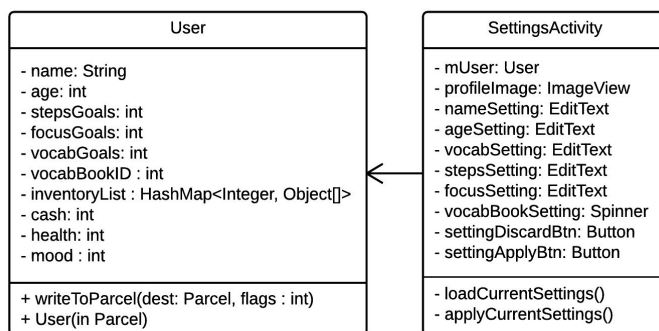 User
- name: String
- age: int
- stepsGoals: int
- focusGoals: int
- vocabGoals: int
- vocabBookID : int
- inventoryList : HashMap<Integer, Object[]>
- cash: int
- health: int
- mood : int
+ writeToParcel(dest: Parcel, flags : int)
+ User(in Parcel)
SettingsActivity
- mUser: User
- profileImage: ImageView
- nameSetting: EditText
- ageSetting: EditText
- vocabSetting: EditText
- stepsSetting: EditText
- focusSetting: EditText
- vocabBookSetting: Spinner
- settingDiscardBtn: Button
- settingApplyBtn: Button
- loadCurrentSettings()
- applyCurrentSettings()